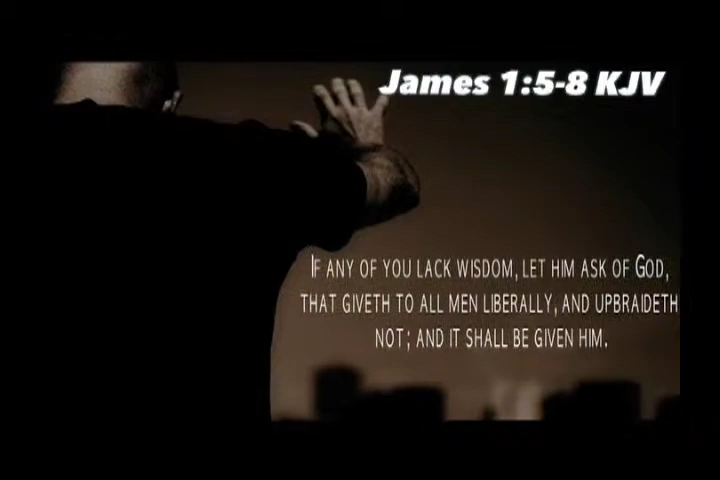 James 1:5-8 KJV
If any of you lack wisdom, let him ask of God,
that giveth to all men liberally, and upbraideth
not; and it shall be given him.